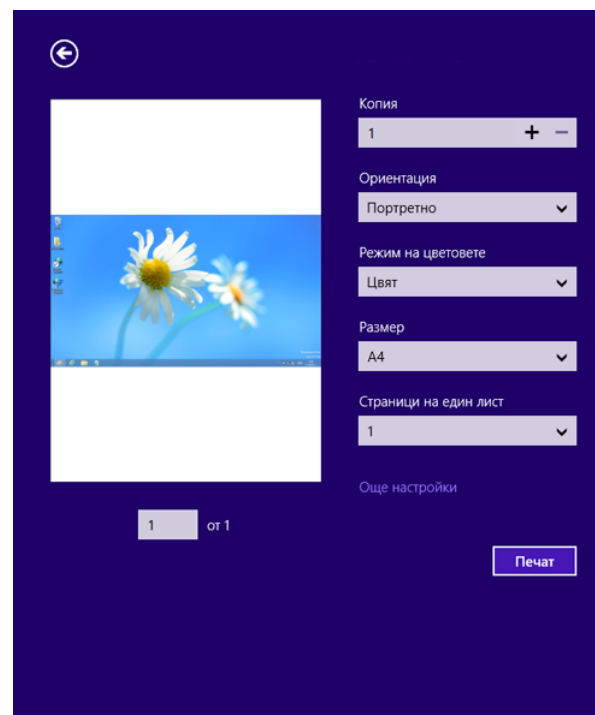 Копия
1
Ориентация
Портретно
Режим на цветовете
Цвят
Размер
A4
Страници на един лист
1
Още настройки
1 от 1
Печат